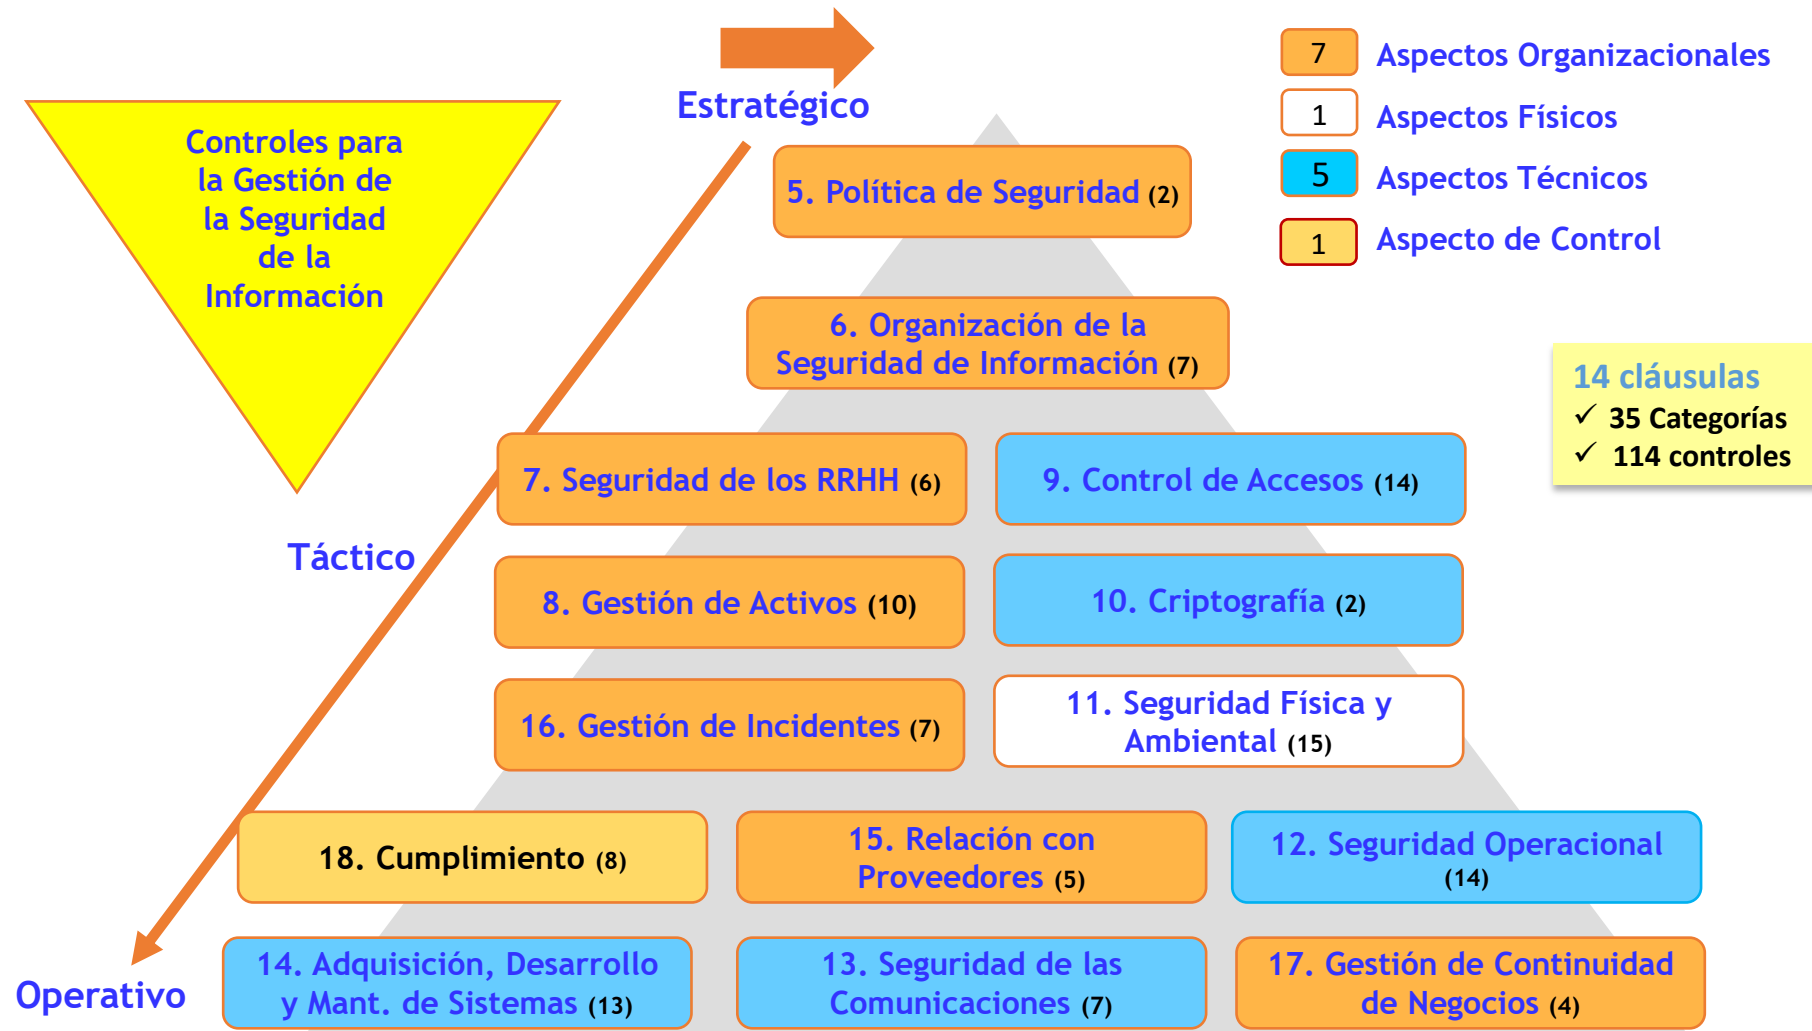 Controles para
la Gestión de
la Seguridad
de la
Información
Estratégico
Táctico
Operativo
7 Aspectos Organizacionales
1 Aspectos Físicos
5 Aspectos Técnicos
1 Aspecto de Control
14 cláusulas
✓ 35 Categorías
✓ 114 controles
5. Política de Seguridad (2)
6. Organización de la
Seguridad de Información (7)
7. Seguridad de los RRHH (6)
9. Control de Accesos (14)
8. Gestión de Activos (10)
10. Criptografía (2)
16. Gestión de Incidentes (7)
11. Seguridad Física y
Ambiental (15)
18. Cumplimiento (8)
15. Relación con
Proveedores (5)
12. Seguridad Operacional
(14)
14. Adquisición, Desarrollo
y Mant. de Sistemas (13)
13. Seguridad de las
Comunicaciones (7)
17. Gestión de Continuidad
de Negocios (4)